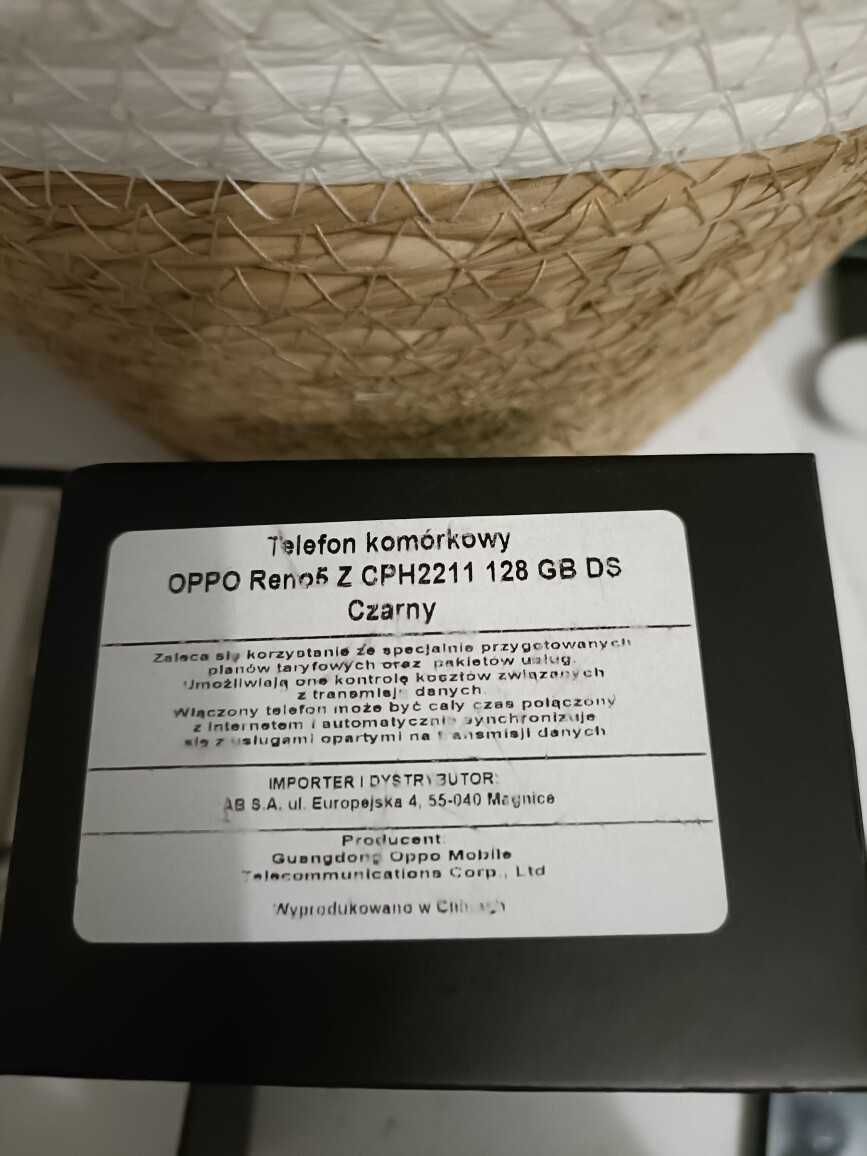 Telefon komórkowy
OPPO Reno5 Z CPH2211 128 GB DS
Czarny
Zaleca się korzystanie ze specjalnie przygotowanych
planów taryfowych oraz pakietów usług.
Umożliwiają one kontrolę kosztów związanych
z transmisją danych.
Włączony telefon może być cały czas połączony
z internetem i automatycznie synchronizuje
się z usługami opartymi na transmisji danych
IMPORTER I DYSTRYBUTOR:
AB S.A. ul. Europejska 4, 55-040 Magnice
Producent:
Guangdong Oppo Mobile
Telecommunications Corp., Ltd
Wyprodukowano w Chinach